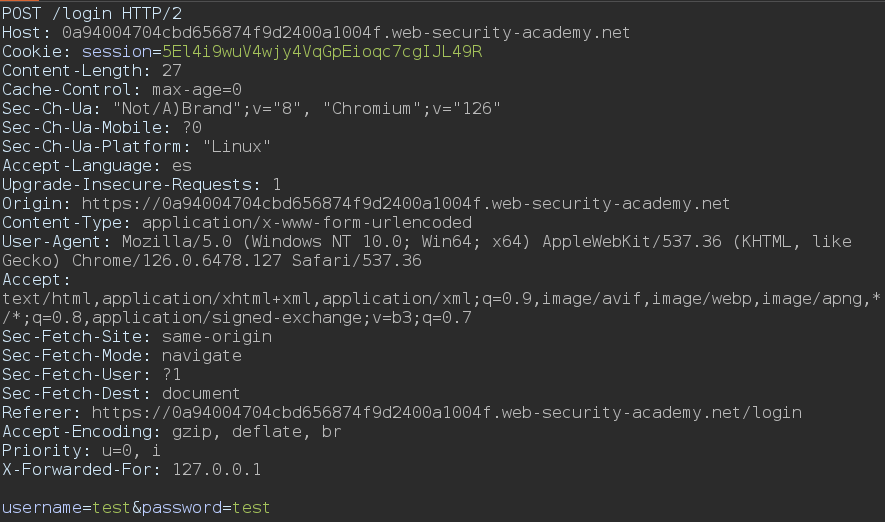 POST /login HTTP/2
Host: 0a94004704cbd656874f9d2400a1004f.web-security-academy.net
Cookie: session=5El4i9wuV4wjy4VqGpEioqc7cgIJL49R
Content-Length: 27
Cache-Control: max-age=0
Sec-Ch-Ua: "Not/A)Brand";v="8", "Chromium";v="126"
Sec-Ch-Ua-Mobile: ?0
Sec-Ch-Ua-Platform: "Linux"
Accept-Language: es
Upgrade-Insecure-Requests: 1
Origin: https://0a94004704cbd656874f9d2400a1004f.web-security-academy.net
Content-Type: application/x-www-form-urlencoded
User-Agent: Mozilla/5.0 (Windows NT 10.0; Win64; x64) AppleWebKit/537.36 (KHTML, like
Gecko) Chrome/126.0.6478.127 Safari/537.36
Accept:
text/html,application/xhtml+xml,application/xml;q=0.9,image/avif,image/webp,image/apng,*
/*;q=0.8,application/signed-exchange;v=b3;q=0.7
Sec-Fetch-Site: same-origin
Sec-Fetch-Mode: navigate
Sec-Fetch-User: ?1
Sec-Fetch-Dest: document
Referer: https://0a94004704cbd656874f9d2400a1004f.web-security-academy.net/login
Accept-Encoding: gzip, deflate, br
Priority: u=0, i
X-Forwarded-For: 127.0.0.1

username=test&password=test